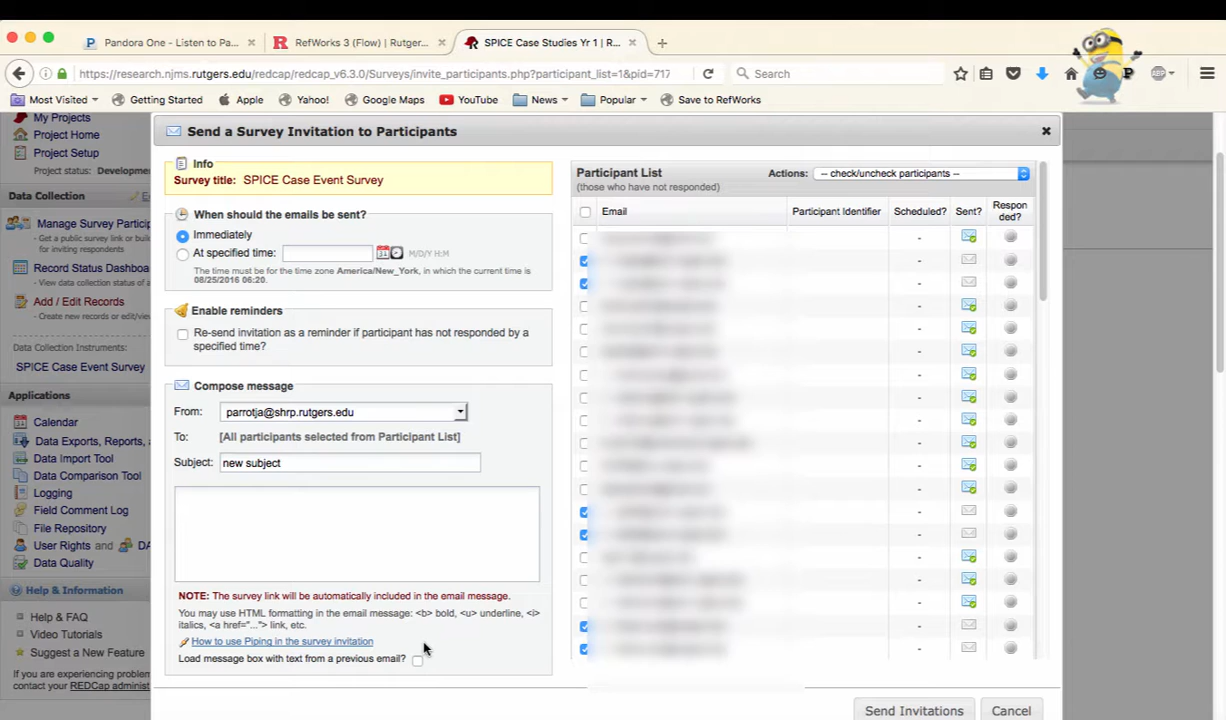 Pandora One - Listen to Pa...
RefWorks 3 (Flow) | Rutger...
SPICE Case Studies Yr 1 | R...
https://research.njms.rutgers.edu/redcap/redcap_v6.3.0/Surveys/invite_participants.php?participant_list=1&pid=717
Search
ABP
Most Visited
Getting Started
Apple
Yahoo!
Google Maps
YouTube
News
Popular
Save to RefWorks
My Projects
Project Home
Project Setup
Project status: Developme
Data Collection
Manage Survey Particip
- Get a public survey link or build
for inviting respondents
Record Status Dashboa
- View data collection status of a
Add / Edit Records
- Create new records or edit/view
Data Collection Instruments:
SPICE Case Event Survey
Applications
Calendar
Data Exports, Reports, a
Data Import Tool
Data Comparison Tool
Logging
Field Comment Log
File Repository
User Rights and DA
Data Quality
Help & Information
Help & FAQ
Video Tutorials
Suggest a New Feature
If you are experiencing problem
contact your REDCap administ
Send a Survey Invitation to Participants
Info
Survey title: SPICE Case Event Survey
When should the emails be sent?
Immediately
At specified time: M/D/Y H:M
The time must be for the time zone America/New_York, in which the current time is
08/25/2016 06:20.
Enable reminders
Re-send invitation as a reminder if participant has not responded by a
specified time?
Compose message
From: parrotja@shrp.rutgers.edu
To: [All participants selected from Participant List]
Subject: new subject
NOTE: The survey link will be automatically included in the email message.
You may use HTML formatting in the email message: <b> bold, <u> underline, <i>
italics, <a href="..."> link, etc.
How to use Piping in the survey invitation
Load message box with text from a previous email?
Participant List
(those who have not responded)
Actions: -- check/uncheck participants --
Email
Participant Identifier
Scheduled?
Sent?
Respon
ded?
Send Invitations
Cancel